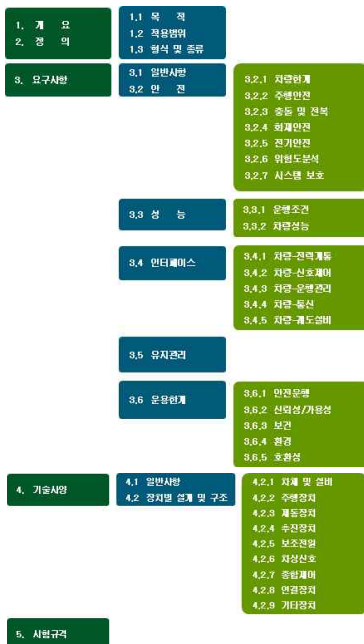 1. 개 요
2. 정 의
1.1 목 적
1.2 적용범위
1.3 형식 및 종류
3. 요구사항
3.1 일반사항
3.2 안 전
3.2.1 차량한계
3.2.2 주행안전
3.2.3 충돌 및 전복
3.2.4 화재안전
3.2.5 전기안전
3.2.6 위험도분석
3.2.7 시스템 보호
3.3 성 능
3.3.1 운행조건
3.3.2 차량성능
3.4 인터페이스
3.4.1 차량-전력계통
3.4.2 차량-신호제어
3.4.3 차량-운행관리
3.4.4 차량-통신
3.4.5 차량-궤도설비
3.5 유지관리
3.6 운용한계
3.6.1 안전운행
3.6.2 신뢰성/가용성
3.6.3 보건
3.6.4 환경
3.6.5 호환성
4. 기술사양
4.1 일반사항
4.2 장치별 설계 및 구조
4.2.1 차체 및 설비
4.2.2 주행장치
4.2.3 제동장치
4.2.4 추진장치
4.2.5 보조전원
4.2.6 차상신호
4.2.7 종합제어
4.2.8 연결장치
4.2.9 기타장치
5. 시험규격